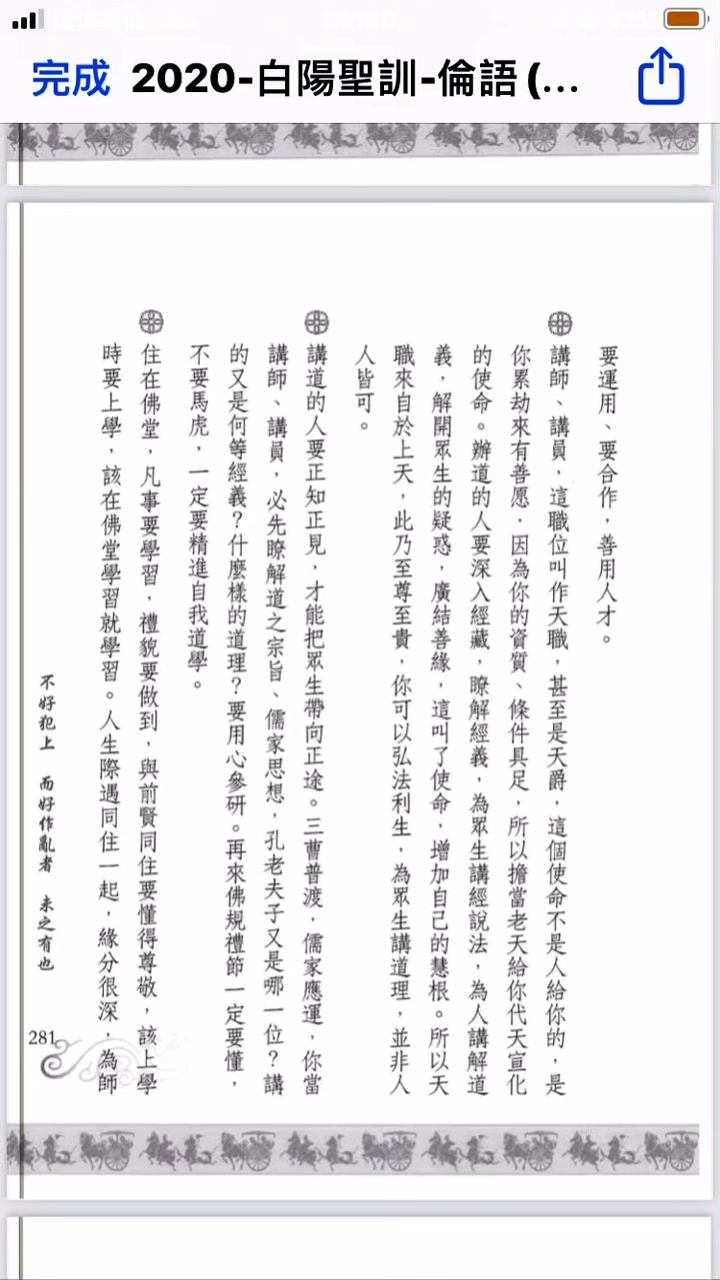 完成 2020-白陽聖訓-倫語 (...
要運用、要合作，善用人才。
講師、講員，這職位叫作天職，甚至是天爵，這個使命不是人給你的，是
你累劫來有善愿，因為你的資質、條件具足，所以擔當老天給你代天宣化
的使命。辦道的人要深入經藏，瞭解經義，為眾生講經說法，為人講解道
義，解開眾生的疑惑，廣結善緣，這叫了使命，增加自己的慧根。所以天
職來自於上天，此乃至尊至貴，你可以弘法利生，為眾生講道理，並非人
人皆可。
講道的人要正知正見，才能把眾生帶向正途。三曹普渡，儒家應運，你當
講師、講員，必先瞭解道之宗旨、儒家思想，孔老夫子又是哪一位？講
的又是何等經義？什麼樣的道理？要用心參研。再來佛規禮節一定要懂，
不要馬虎，一定要精進自我道學。
住在佛堂，凡事要學習，禮貌要做到，與前賢同住要懂得尊敬，該上學
時要上學，該在佛堂學習就學習。人生際遇同住一起，緣分很深，為師
不好犯上 而好作亂者 未之有也
281